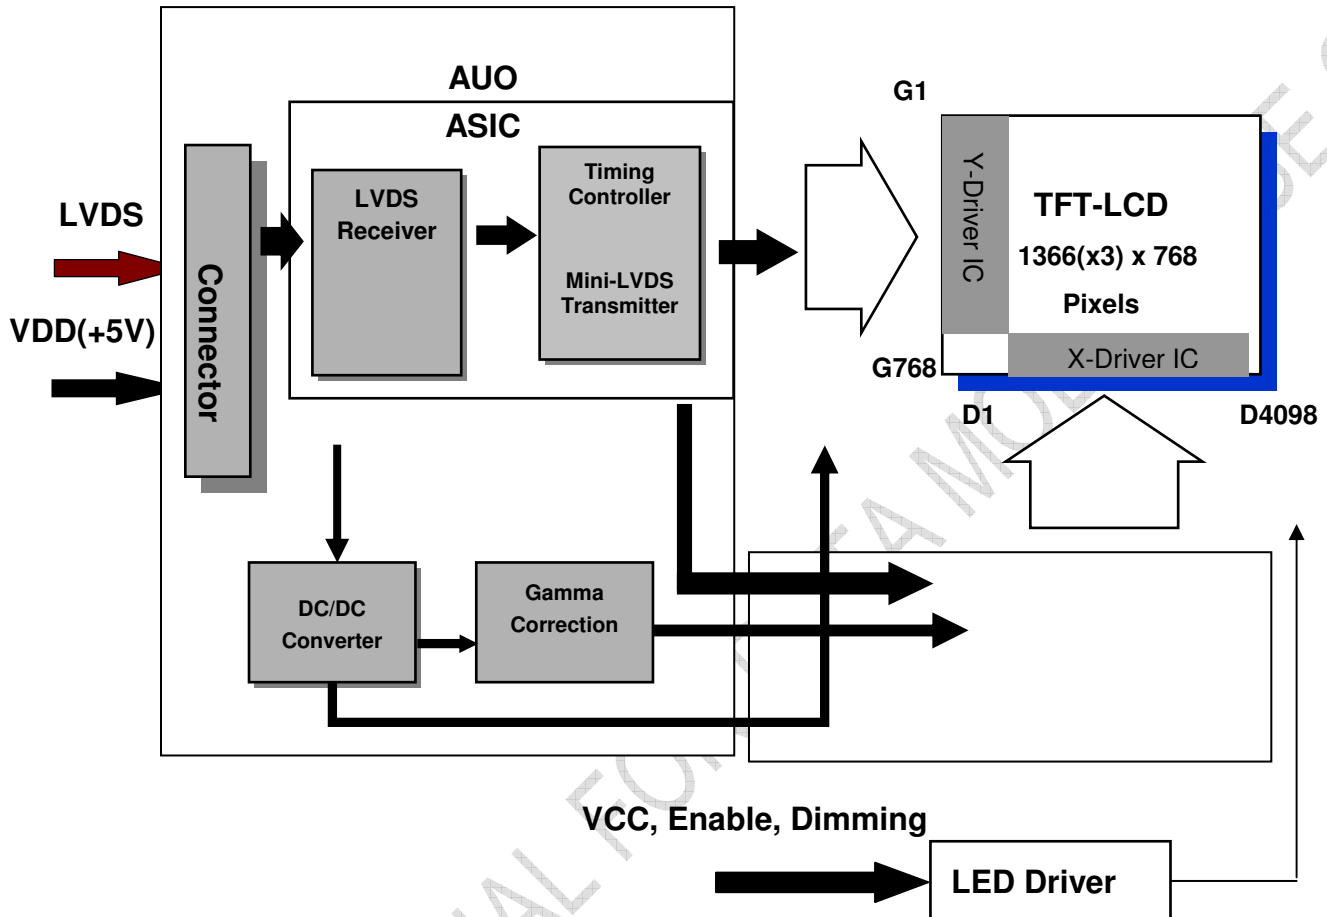 AUO
ASIC
LVDS
VDD(+5V)
Connector
LVDS
Receiver
Timing
Controller
Mini-LVDS
Transmitter
G1
G768
Y-Driver IC
TFT-LCD
1366(x3) x 768
Pixels
X-Driver IC
D1
D4098
DC/DC
Converter
Gamma
Correction
VCC, Enable, Dimming
LED Driver